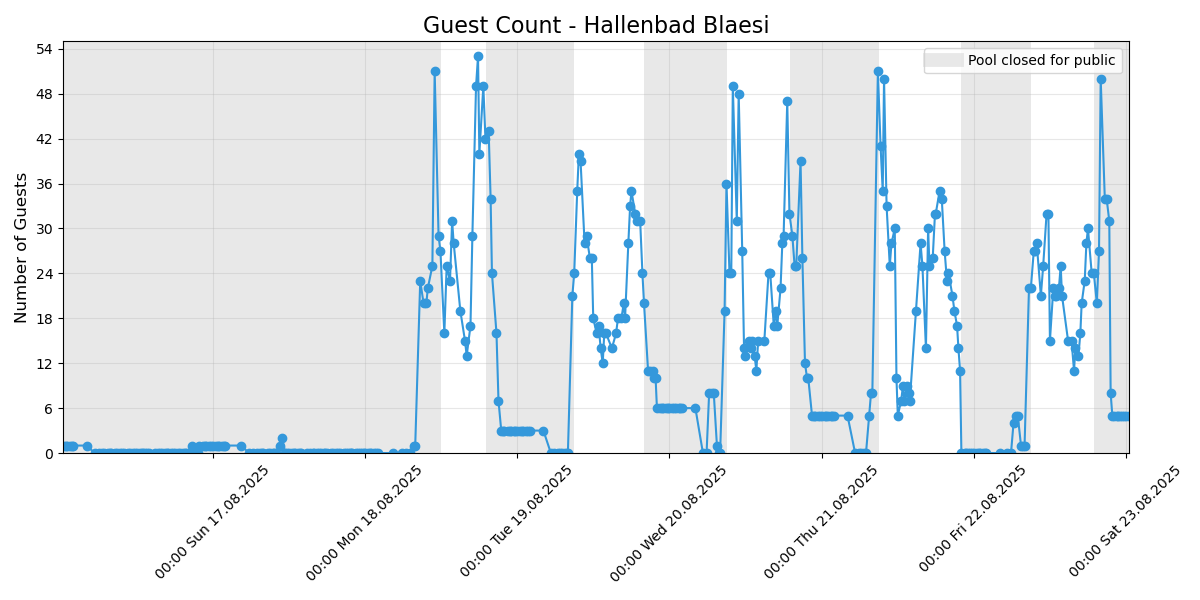 Guest Count - Hallenbad Blaesi
Pool closed for public
Number of Guests
54
48
42
36
30
24
18
12
6
0
00:00 Sun 17.08.2025
00:00 Mon 18.08.2025
00:00 Tue 19.08.2025
00:00 Wed 20.08.2025
00:00 Thu 21.08.2025
00:00 Fri 22.08.2025
00:00 Sat 23.08.2025